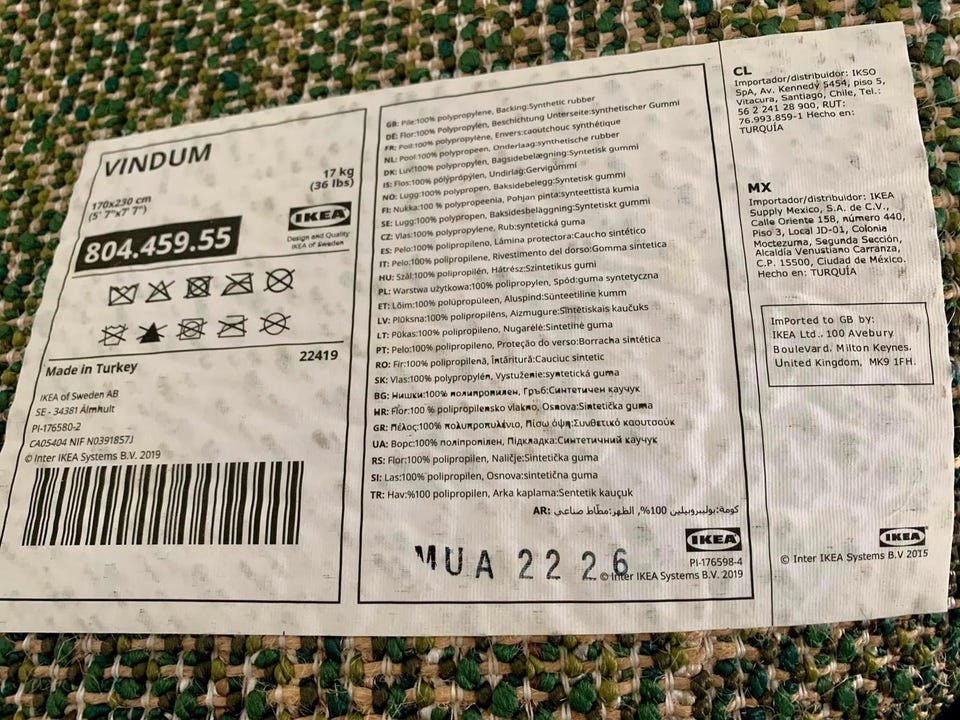 VINDUM
170x230 cm
(5' 7"x7' 7")
17 kg
(36 lbs)
804.459.55
IKEA
Design and Quality
IKEA of Sweden
Made in Turkey
22419
IKEA of Sweden AB
SE - 34381 Älmhult
PI-176580-2
CA05404 NIF N0391857J
© Inter IKEA Systems B.V. 2019
GB: Pile:100% polypropylene, Backing:Synthetic rubber
DE: Flor:100% polypropylen, Beschichtung Unterseite:synthetischer Gummi
FR: Poil:100% polypropylène, Envers:caoutchouc synthétique
NL: Pool:100% polypropeen, Onderlaag:synthetische rubber
DK: Luv:100% polypropylen, Bagsidebelægning:Syntetisk gummi
IS: Flos:100% pólýprópýlen, Undirlag:Gervigúmmí
NO: Lugg:100% polypropen, Baksidebelegg:Syntetisk gummi
FI: Nukka:100 % polypropeenia, Pohjan pinta:synteettistä kumia
SE: Lugg:100% polypropen, Baksidesbeläggning:Syntetiskt gummi
CZ: Vlas:100% polypropylen, Rub:syntetická guma
ES: Pelo:100% polipropileno, Lámina protectora:Caucho sintético
IT: Pelo:100% polipropilene, Rivestimento del dorso:Gomma sintetica
HU: Szál:100% polipropilén, Hátrész:Szintetikus gumi
PL: Warstwa użytkowa:100% polipropylen, Spód:guma syntetyczna
ET: Lõim:100% polüpropüleen, Aluspind:Sünteetiline kumm
LV: Plūksna:100% polipropilēns, Aizmugure:Sintētiskais kaučuks
LT: Pūkas:100% polipropileno, Nugarėlė:Sintetinė guma
PT: Pelo:100% polipropileno, Proteção do verso:Borracha sintética
RO: Fir:100% polipropilenă, Întăritură:Cauciuc sintetic
SK: Vlas:100% polypropylén, Vystuženie:syntetická guma
BG: Нишки:100% полипропилен, Гръб:Синтетичен каучук
HR: Flor:100% polipropilensko vlakno, Osnova:Sintetička guma
GR: Πέλος:100% πολυπροπυλένιο, Πίσω όψη:Συνθετικό καουτσούκ
UA: Ворс:100% поліпропілен, Підкладка:Синтетичний каучук
RS: Flor:100% polipropilen, Naličje:Sintetička guma
SI: Las:100% polipropilen, Osnova:sintetična guma
TR: Hav:%100 polipropilen, Arka kaplama:Sentetik kauçuk
AR: كومة:بوليبروبيلين 100%, الظهر:مطّاط صناعي
IKEA
PI-176598-4
MUA 22 26
© Inter IKEA Systems B.V. 2019
CL
Importador/distribuidor: IKSO
SpA, Av. Kennedy 5454, piso 5,
Vitacura, Santiago, Chile, Tel.:
56 2 241 28 900, RUT:
76.993.859-1 Hecho en:
TURQUÍA
MX
Importador/distribuidor: IKEA
Supply Mexico, S.A. de C.V.,
Calle Oriente 158, número 440,
Piso 3, Local JD-01, Colonia
Moctezuma, Segunda Sección,
Alcaldía Venustiano Carranza,
C.P. 15500, Ciudad de México.
Hecho en: TURQUÍA
ImPorted to GB by:
IKEA Ltd.. 100 Avebury
Boulevard. Milton Keynes.
United Kingdom, MK9 1FH.
IKEA
© Inter IKEA Systems B.V. 2015